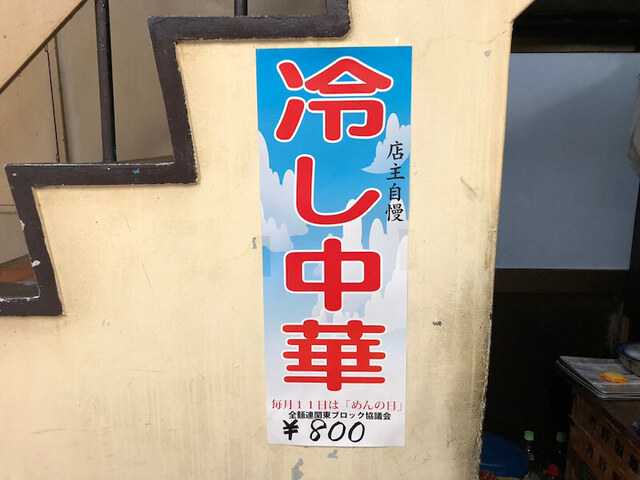 冷し中華
店主自慢
毎月11日は「めんの日」
全麺連関東ブロック協議会
¥800